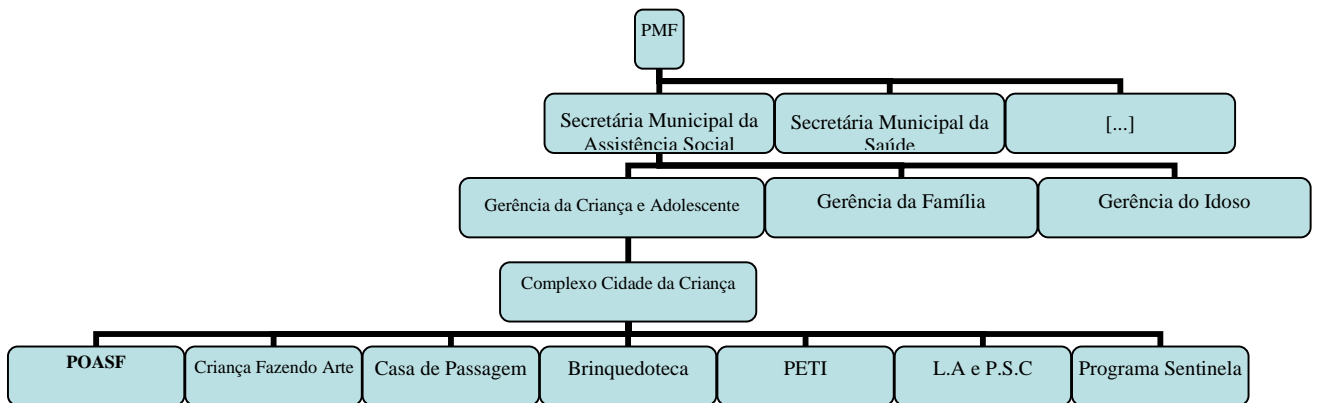 PMF
Secretária Municipal da
Assistência Social
Secretária Municipal da
Saúde
[...]
Gerência da Criança e Adolescente
Gerência da Família
Gerência do Idoso
Complexo Cidade da Criança
POASF
Criança Fazendo Arte
Casa de Passagem
Brinquedoteca
PETI
L.A e P.S.C
Programa Sentinela